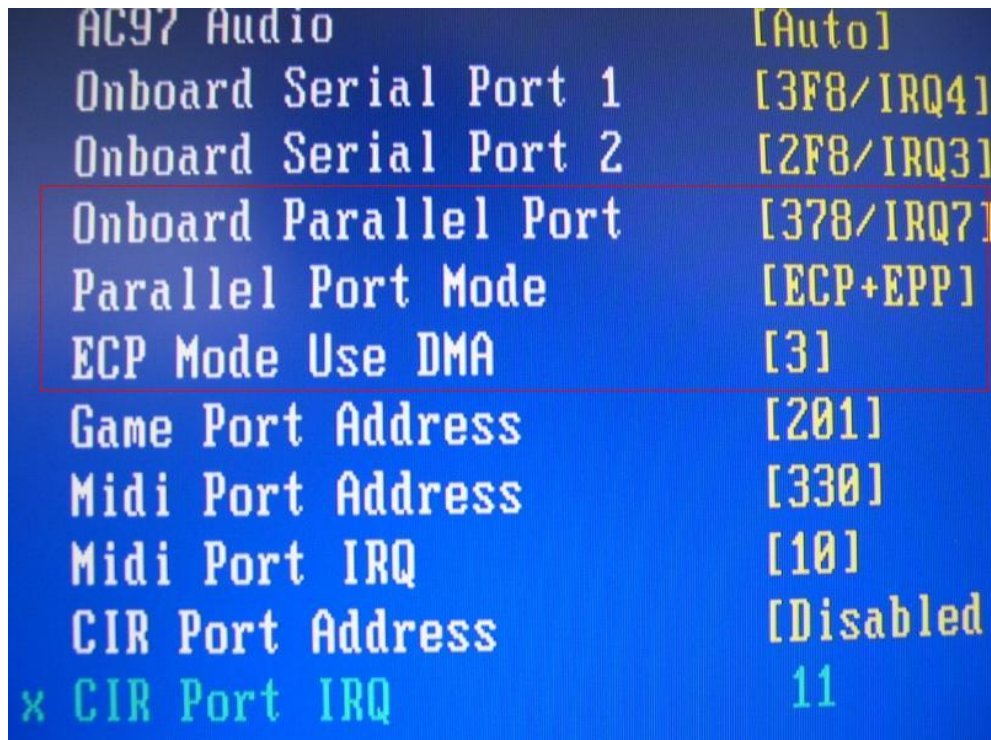 AC97 Audio [Auto]
Onboard Serial Port 1 [3F8/IRQ4]
Onboard Serial Port 2 [2F8/IRQ3]
Onboard Parallel Port [378/IRQ7]
Parallel Port Mode [ECP+EPP]
ECP Mode Use DMA [3]
Game Port Address [201]
Midi Port Address [330]
Midi Port IRQ [10]
CIR Port Address [Disabled
x CIR Port IRQ 11